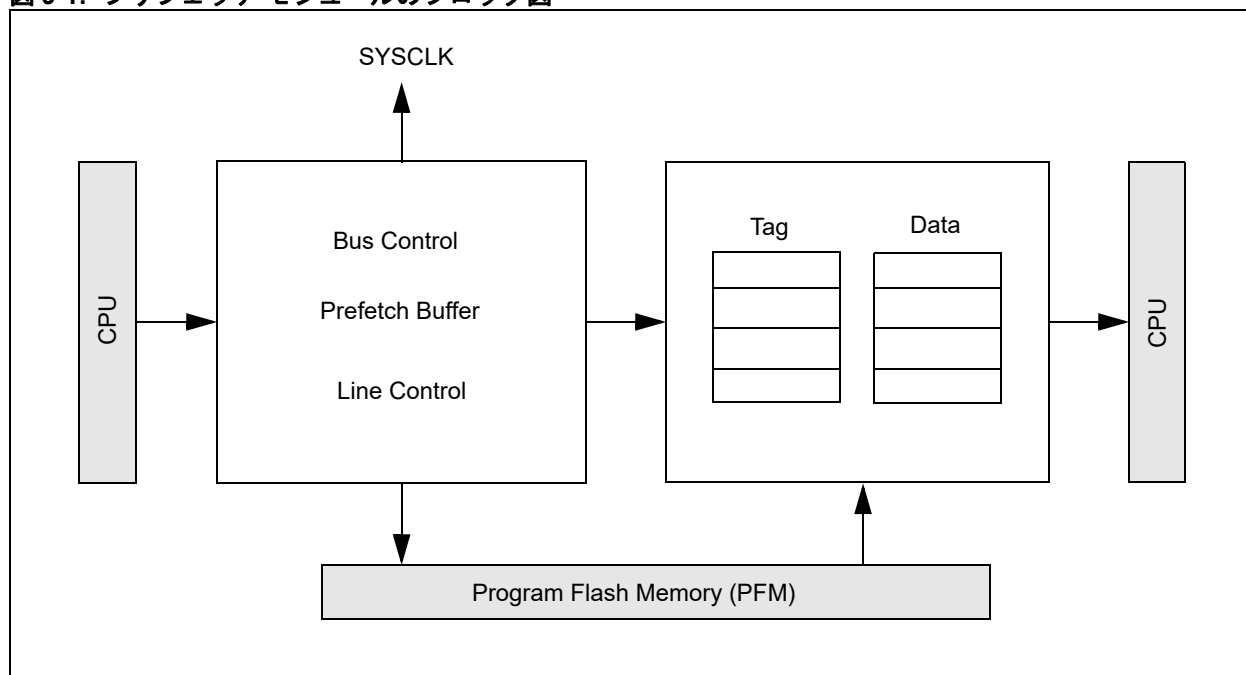 SYSCLK
CPU
Bus Control
Prefetch Buffer
Line Control
Tag
Data
CPU
Program Flash Memory (PFM)